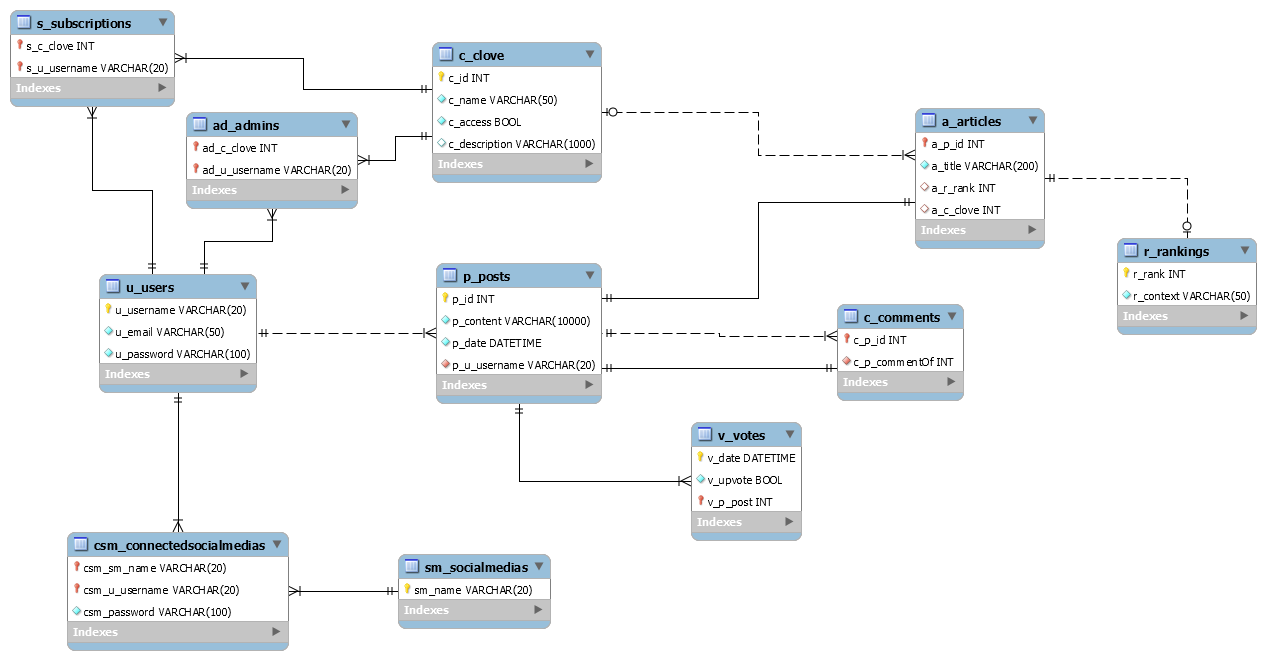 s_subscriptions
s_c_clove INT
s_u_username VARCHAR(20)
Indexes
ad_admins
ad_c_clove INT
ad_u_username VARCHAR(20)
Indexes
c_clove
c_id INT
c_name VARCHAR(50)
c_access BOOL
c_description VARCHAR(1000)
Indexes
a_articles
a_p_id INT
a_title VARCHAR(200)
a_r_rank INT
a_c_clove INT
Indexes
r_rankings
r_rank INT
r_context VARCHAR(50)
Indexes
u_users
u_username VARCHAR(20)
u_email VARCHAR(50)
u_password VARCHAR(100)
Indexes
p_posts
p_id INT
p_content VARCHAR(10000)
p_date DATETIME
p_u_username VARCHAR(20)
Indexes
c_comments
c_p_id INT
c_p_commentOf INT
Indexes
v_votes
v_date DATETIME
v_upvote BOOL
v_p_post INT
Indexes
csm_connectedsocialmedias
csm_sm_name VARCHAR(20)
csm_u_username VARCHAR(20)
csm_password VARCHAR(100)
Indexes
sm_socialmedias
sm_name VARCHAR(20)
Indexes